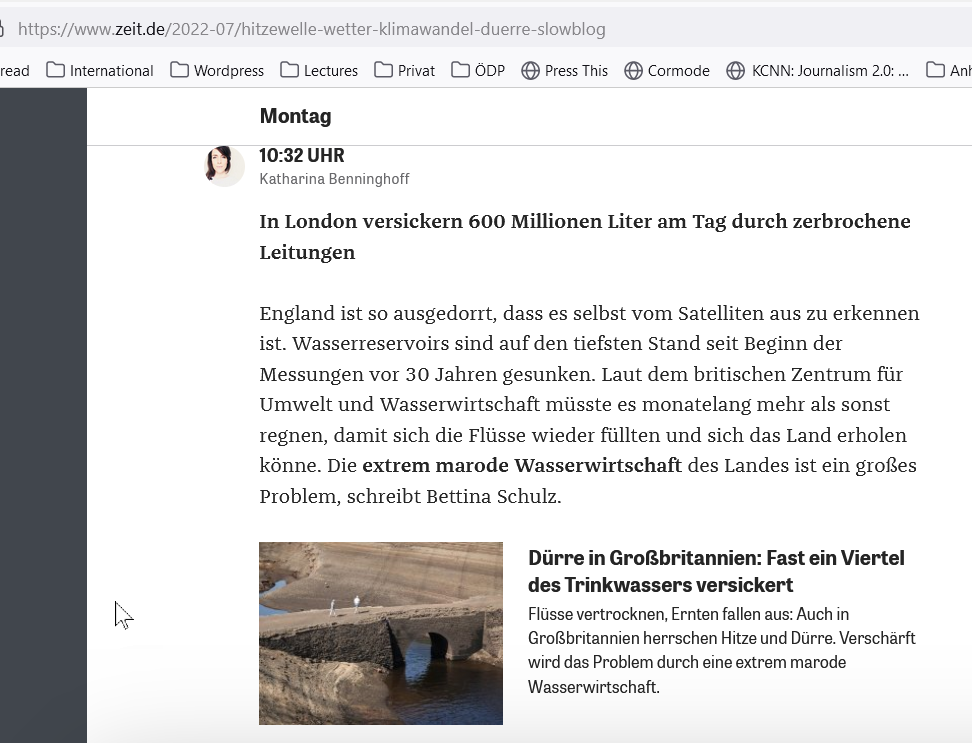 https://www.zeit.de/2022-07/hitzewelle-wetter-klimawandel-duerre-slowblog
read International Wordpress Lectures Privat ÖDP Press This Cormode KCNN: Journalism 2.0: ... Anh
Montag
10:32 UHR
Katharina Benninghoff
In London versickern 600 Millionen Liter am Tag durch zerbrochene
Leitungen
England ist so ausgedorrt, dass es selbst vom Satelliten aus zu erkennen
ist. Wasserreservoirs sind auf den tiefsten Stand seit Beginn der
Messungen vor 30 Jahren gesunken. Laut dem britischen Zentrum für
Umwelt und Wasserwirtschaft müsste es monatelang mehr als sonst
regnen, damit sich die Flüsse wieder füllten und sich das Land erholen
könne. Die extrem marode Wasserwirtschaft des Landes ist ein großes
Problem, schreibt Bettina Schulz.
Dürre in Großbritannien: Fast ein Viertel
des Trinkwassers versickert
Flüsse vertrocknen, Ernten fallen aus: Auch in
Großbritannien herrschen Hitze und Dürre. Verschärft
wird das Problem durch eine extrem marode
Wasserwirtschaft.